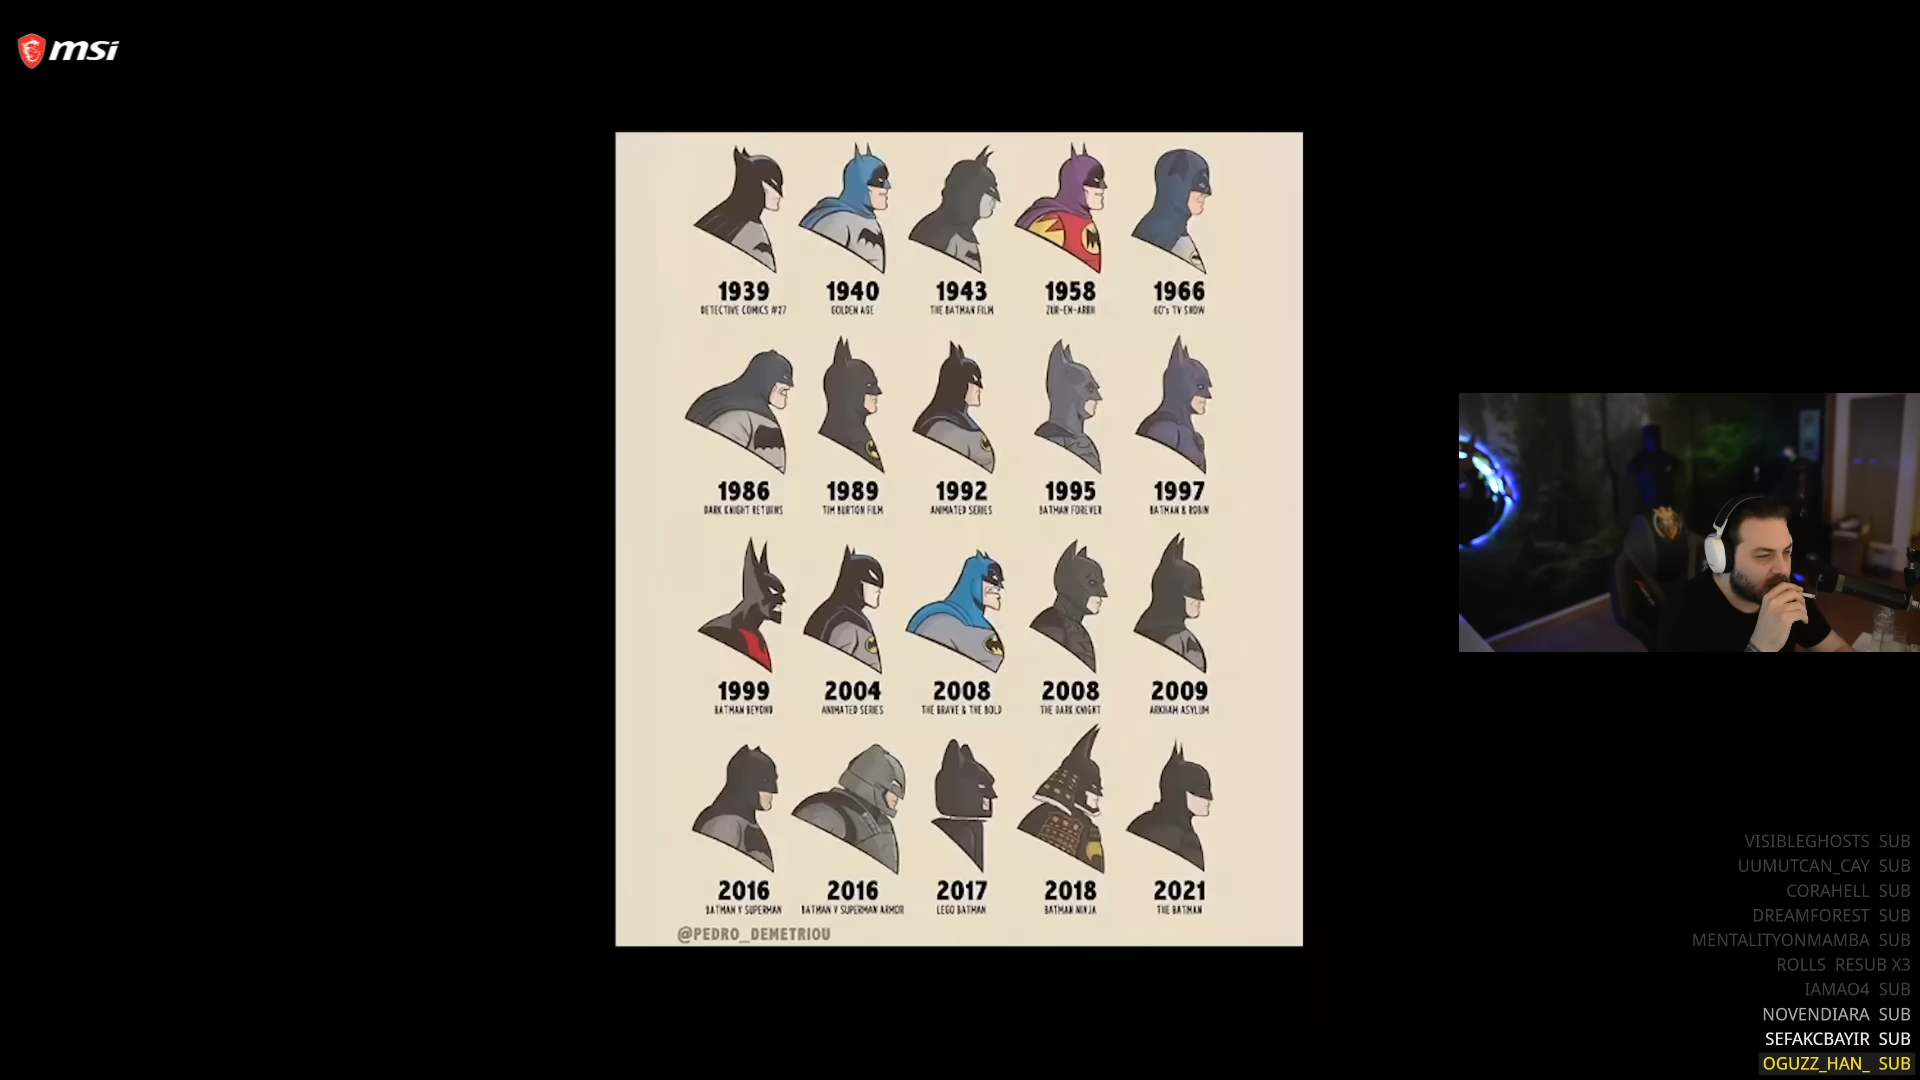 msi
1939 1940 1943 1958 1966
DETECTIVE COMICS #27 GOLDEN AGE THE BATMAN FILM ZUR-EN-ARRH 60's TV SHOW
1986 1989 1992 1995 1997
DARK KNIGHT RETURNS TIM BURTON FILM ANIMATED SERIES BATMAN FOREVER BATMAN & ROBIN
1999 2004 2008 2008 2009
BATMAN BEYOND ANIMATED SERIES THE BRAVE & THE BOLD THE DARK KNIGHT ARKHAM ASYLUM
2016 2016 2017 2018 2021
BATMAN V SUPERMAN BATMAN V SUPERMAN ARMOR LEGO BATMAN BATMAN NINJA THE BATMAN
@PEDRO_DEMETRIOU
VISIBLEGHOSTS SUB
UUMUTCAN_CAY SUB
CORAHELL SUB
DREAMFOREST SUB
MENTALITYONMAMBA SUB
ROLLS RESUB X3
IAMAO4 SUB
NOVENDIARA SUB
SEFAKCBAYIR SUB
OGUZZ_HAN_ SUB